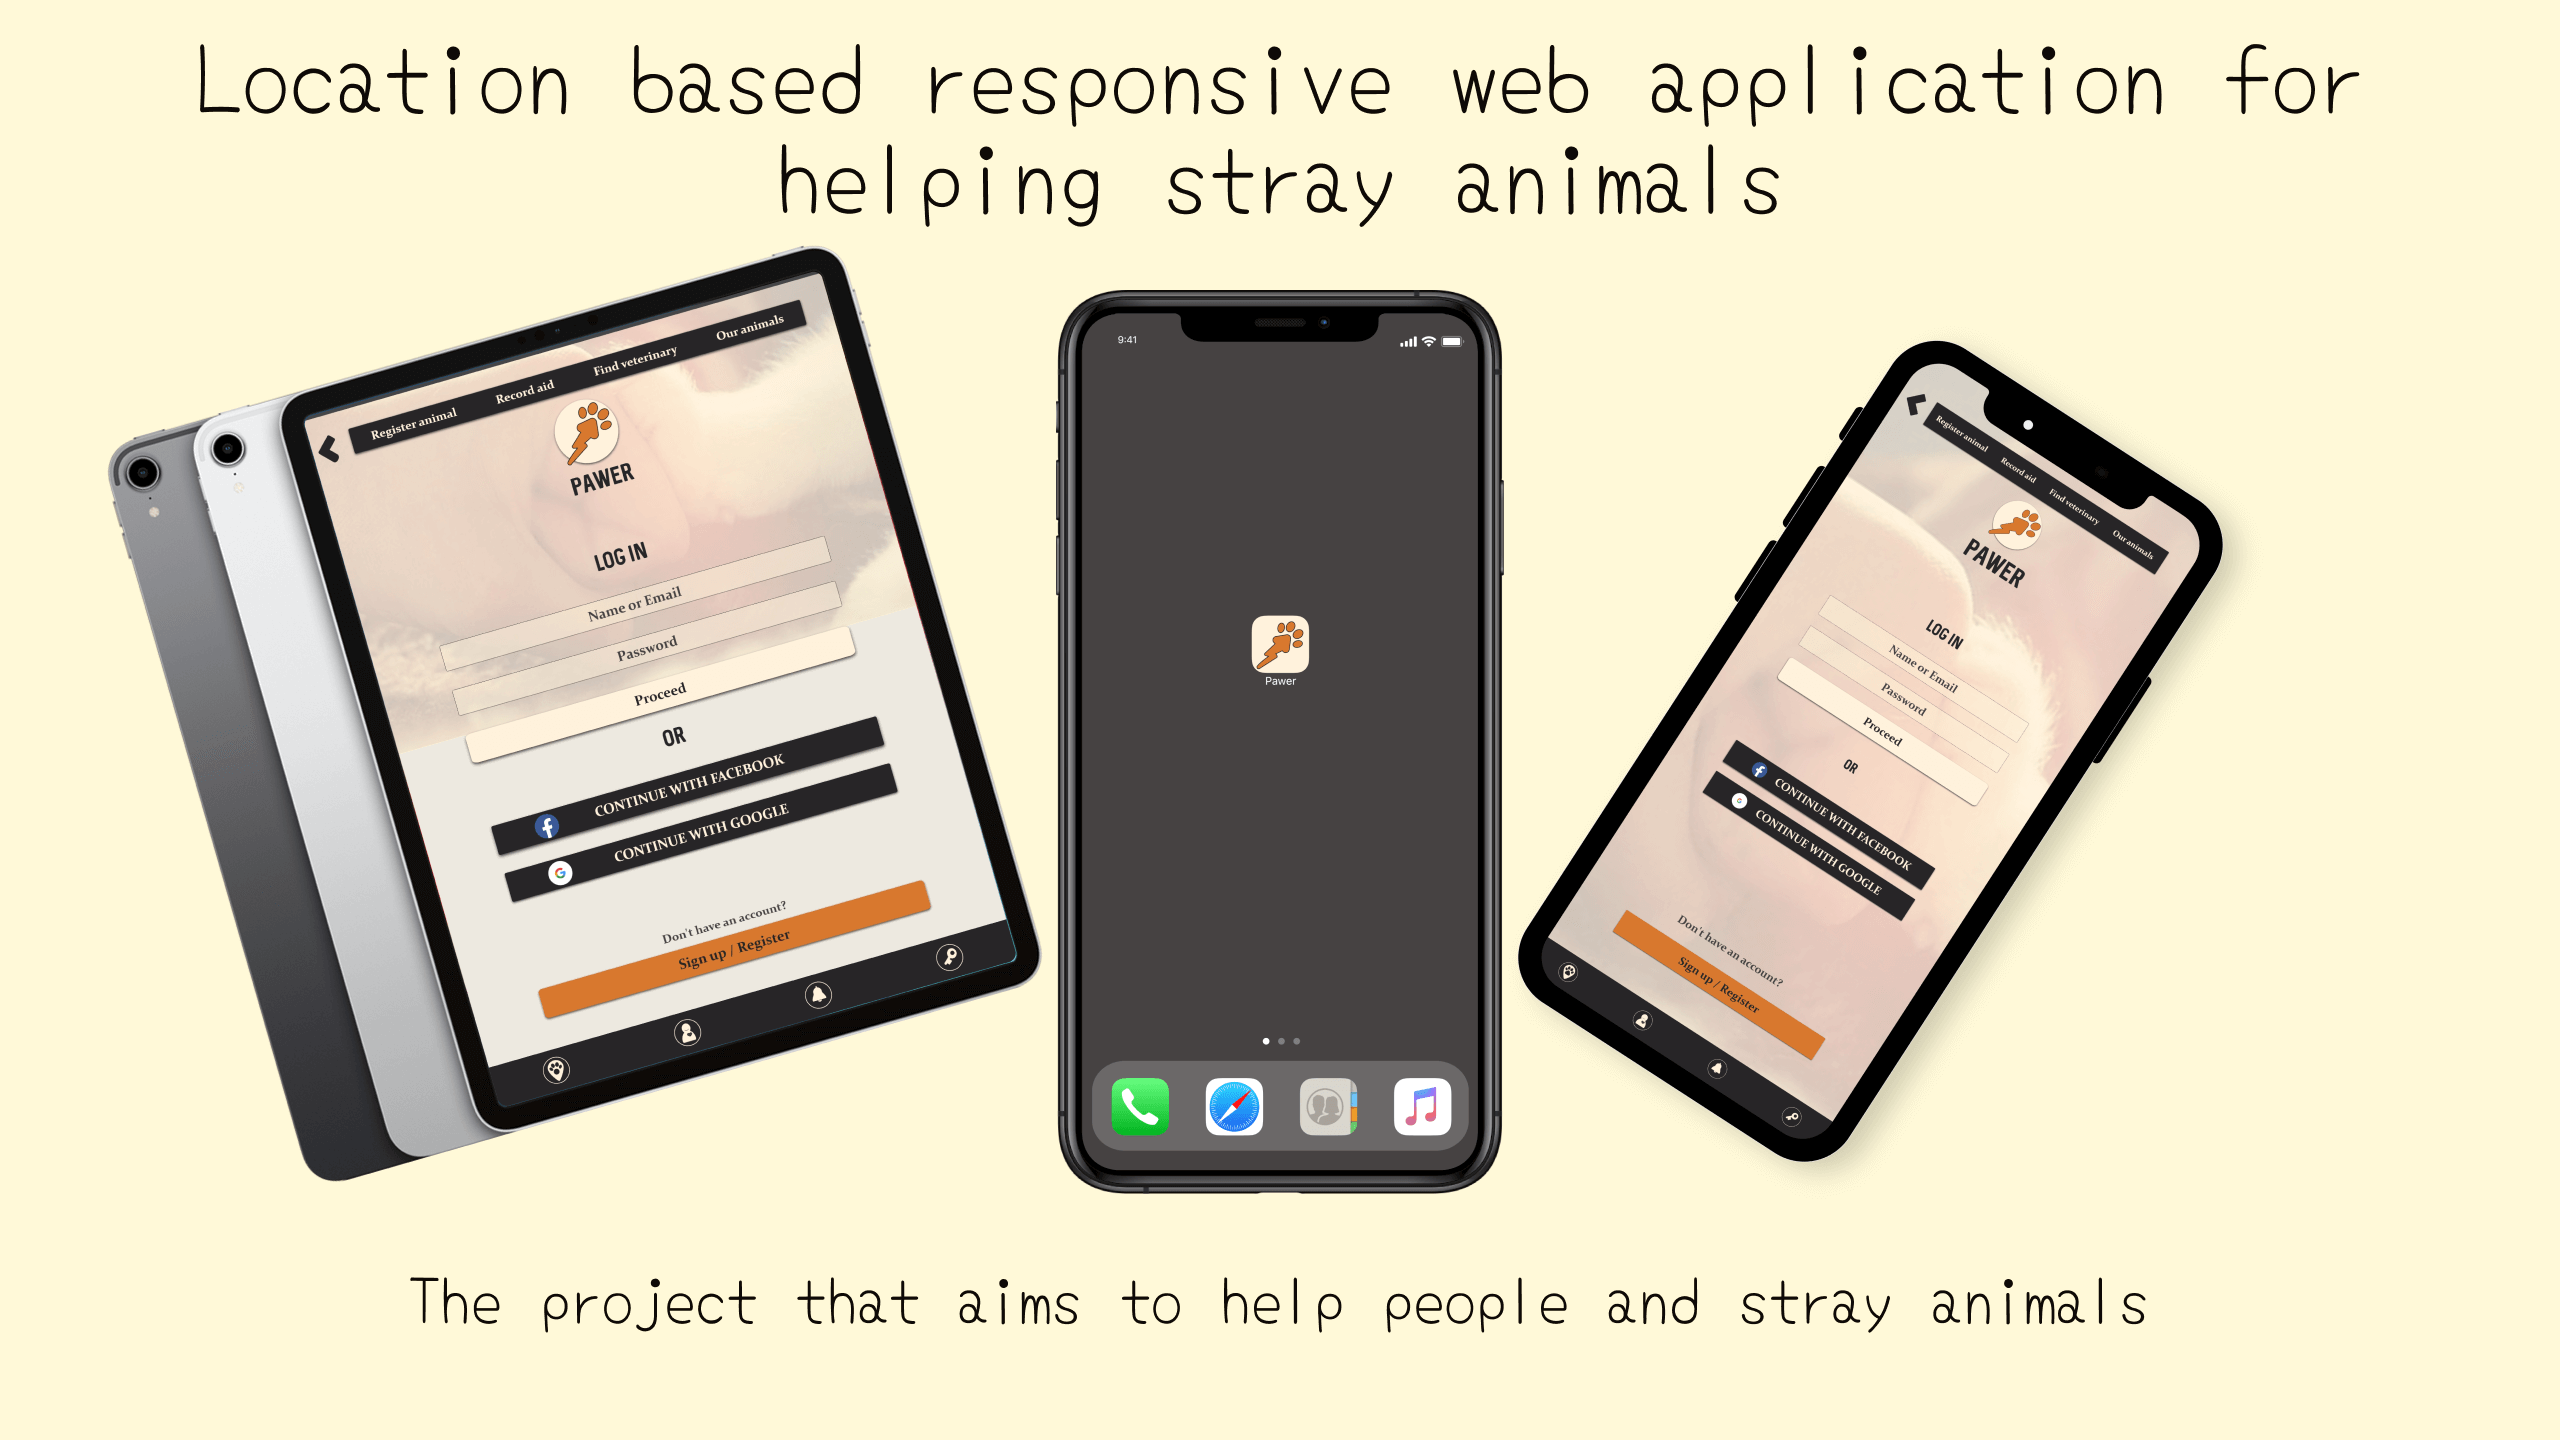 Location based responsive web application for
helping stray animals
Register animal Record aid Find veterinary Our animals
PAWER
LOG IN
Name or Email
Password
Proceed
OR
CONTINUE WITH FACEBOOK
CONTINUE WITH GOOGLE
Don't have an account?
Sign up / Register
9:41
Pawer
Register animal Record aid Find veterinary Our animals
PAWER
LOG IN
Name or Email
Password
Proceed
OR
CONTINUE WITH FACEBOOK
CONTINUE WITH GOOGLE
Don't have an account?
Sign up / Register
The project that aims to help people and stray animals